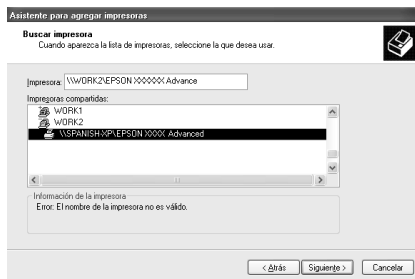 Asistente para agregar impresoras
Buscar impresora
Cuando aparezca la lista de impresoras, seleccione la que desea usar.
Impresora: \\WORK2\EPSON XXXXXX Advance
Impresoras compartidas:
WORK1
WORK2
\\SPANISH-XP\EPSON XXXX Advanced
Información de la impresora
Error: El nombre de la impresora no es válido.
< Atrás
Siguiente >
Cancelar